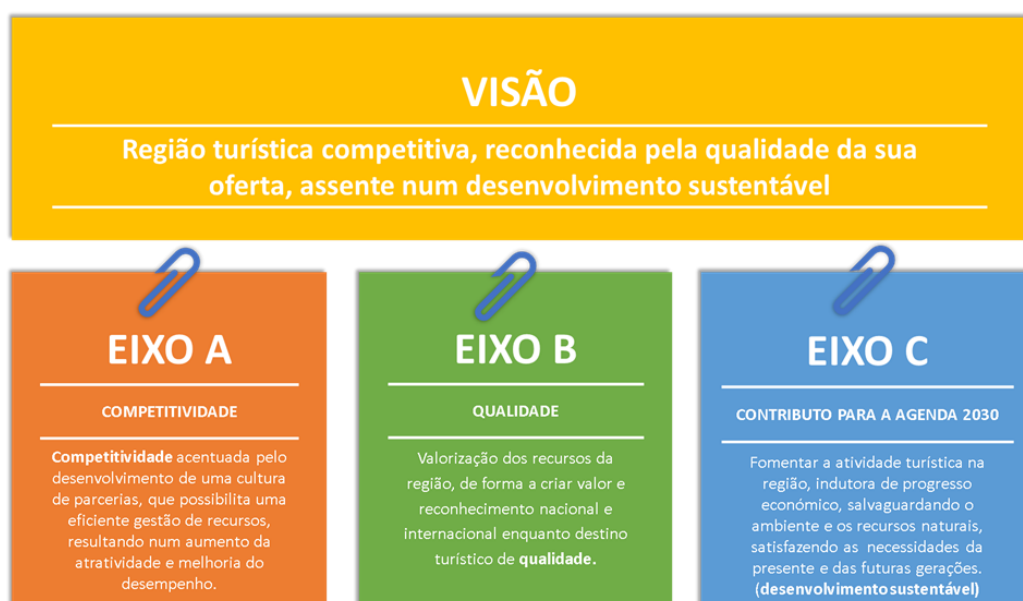 VISÃO
Região turística competitiva, reconhecida pela qualidade da sua
oferta, assente num desenvolvimento sustentável
EIXO A
COMPETITIVIDADE
Competitividade acentuada pelo
desenvolvimento de uma cultura
de parcerias, que possibilita uma
eficiente gestão de recursos,
resultando num aumento da
atratividade e melhoria do
desempenho.
EIXO B
QUALIDADE
Valorização dos recursos da
região, de forma a criar valor e
reconhecimento nacional e
internacional enquanto destino
turístico de qualidade.
EIXO C
CONTRIBUTO PARA A AGENDA 2030
Fomentar a atividade turística na
região, indutora de progresso
económico, salvaguardando o
ambiente e os recursos naturais,
satisfazendo as necessidades da
presente e das futuras gerações.
(desenvolvimento sustentável)